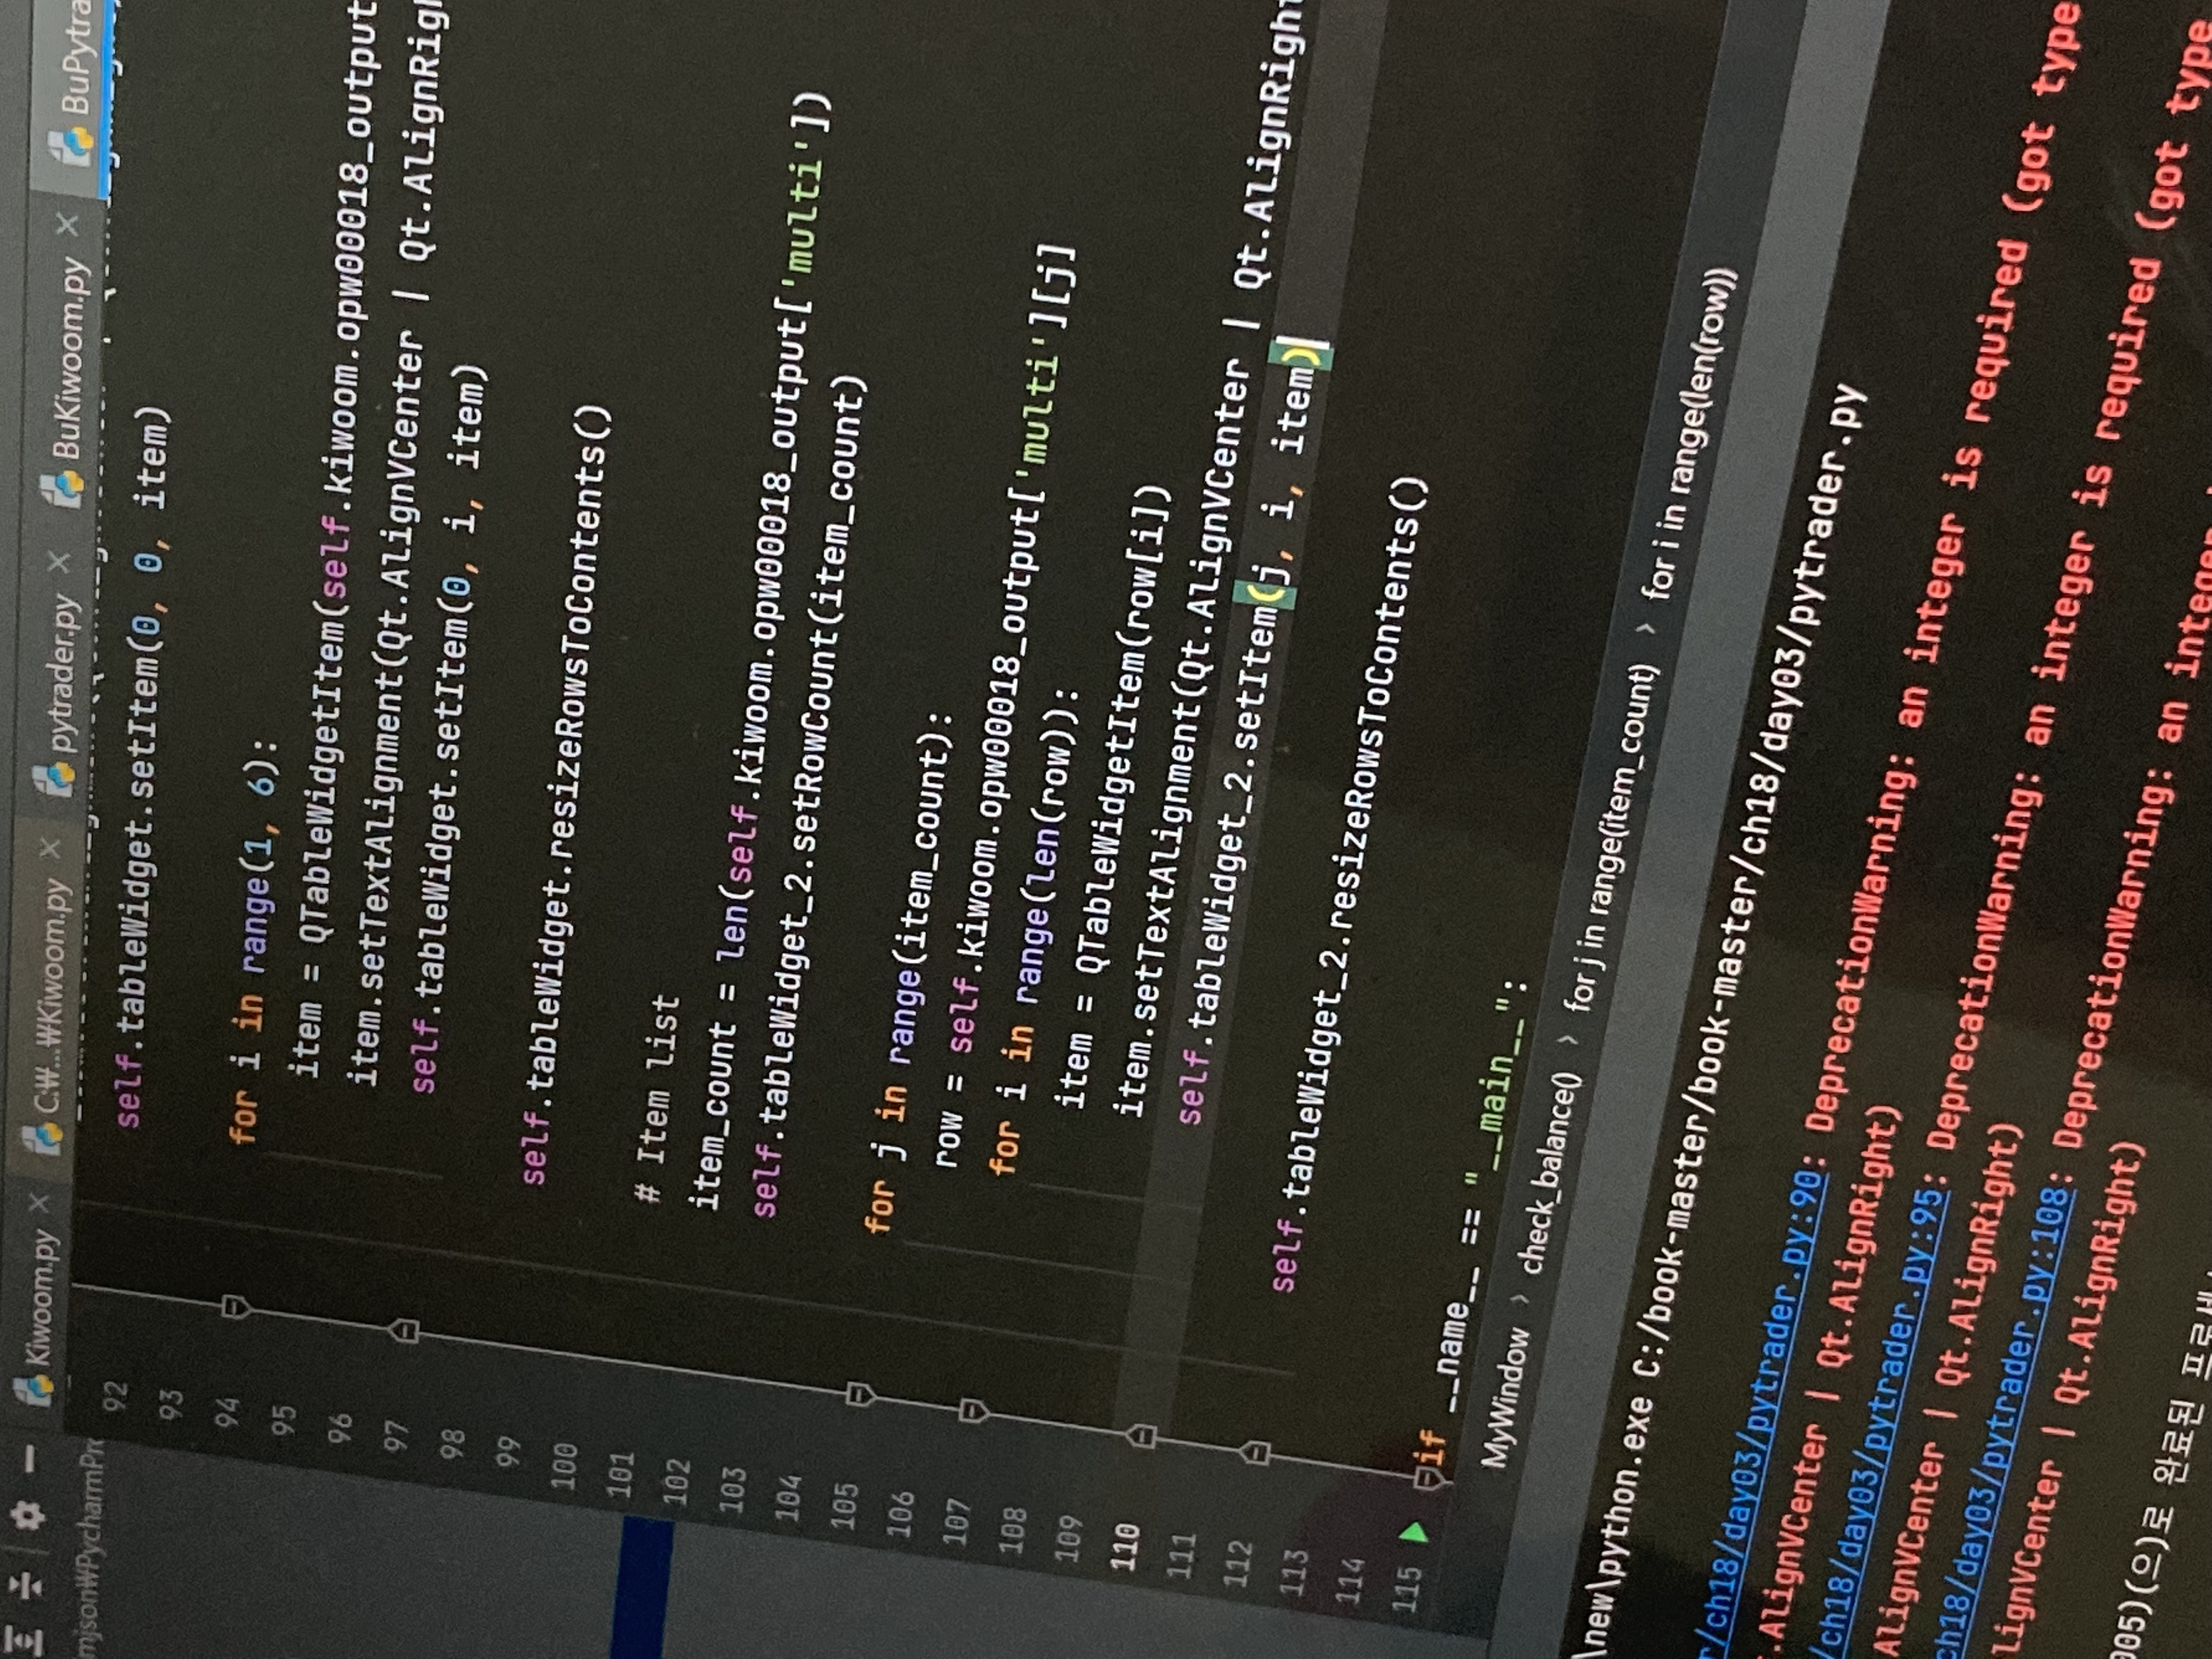 Kiwoom.py × C:₩...₩Kiwoom.py × pytrader.py × BuKiwoom.py × BuPytra
mjson₩PycharmPr
92 self.tableWidget.setItem(0, 0, item)
93
94 for i in range(1, 6):
95 item = QTableWidgetItem(self.kiwoom.opw00018_output
96 item.setTextAlignment(Qt.AlignVCenter | Qt.AlignRigh
97 self.tableWidget.setItem(0, i, item)
98
99 self.tableWidget.resizeRowsToContents()
100
101 # Item list
102 item_count = len(self.kiwoom.opw00018_output['multi'])
103 self.tableWidget_2.setRowCount(item_count)
104
105 for j in range(item_count):
106 row = self.kiwoom.opw00018_output['multi'][j]
107 for i in range(len(row)):
108 item = QTableWidgetItem(row[i])
109 item.setTextAlignment(Qt.AlignVCenter | Qt.AlignRight
110 self.tableWidget_2.setItem(j, i, item)
111
112 self.tableWidget_2.resizeRowsToContents()
113
114
115 if __name__ == "__main__":
MyWindow › check_balance() › for j in range(item_count) › for i in range(len(row))
\new\python.exe C:/book-master/book-master/ch18/day03/pytrader.py
r/ch18/day03/pytrader.py:90: DeprecationWarning: an integer is required (got type
.AlignVCenter | Qt.AlignRight)
/ch18/day03/pytrader.py:95: DeprecationWarning: an integer is required (got type
AlignVCenter | Qt.AlignRight)
ch18/day03/pytrader.py:108: DeprecationWarning: an integer
lignVCenter | Qt.AlignRight)
005)(으)로 완료된 프로세